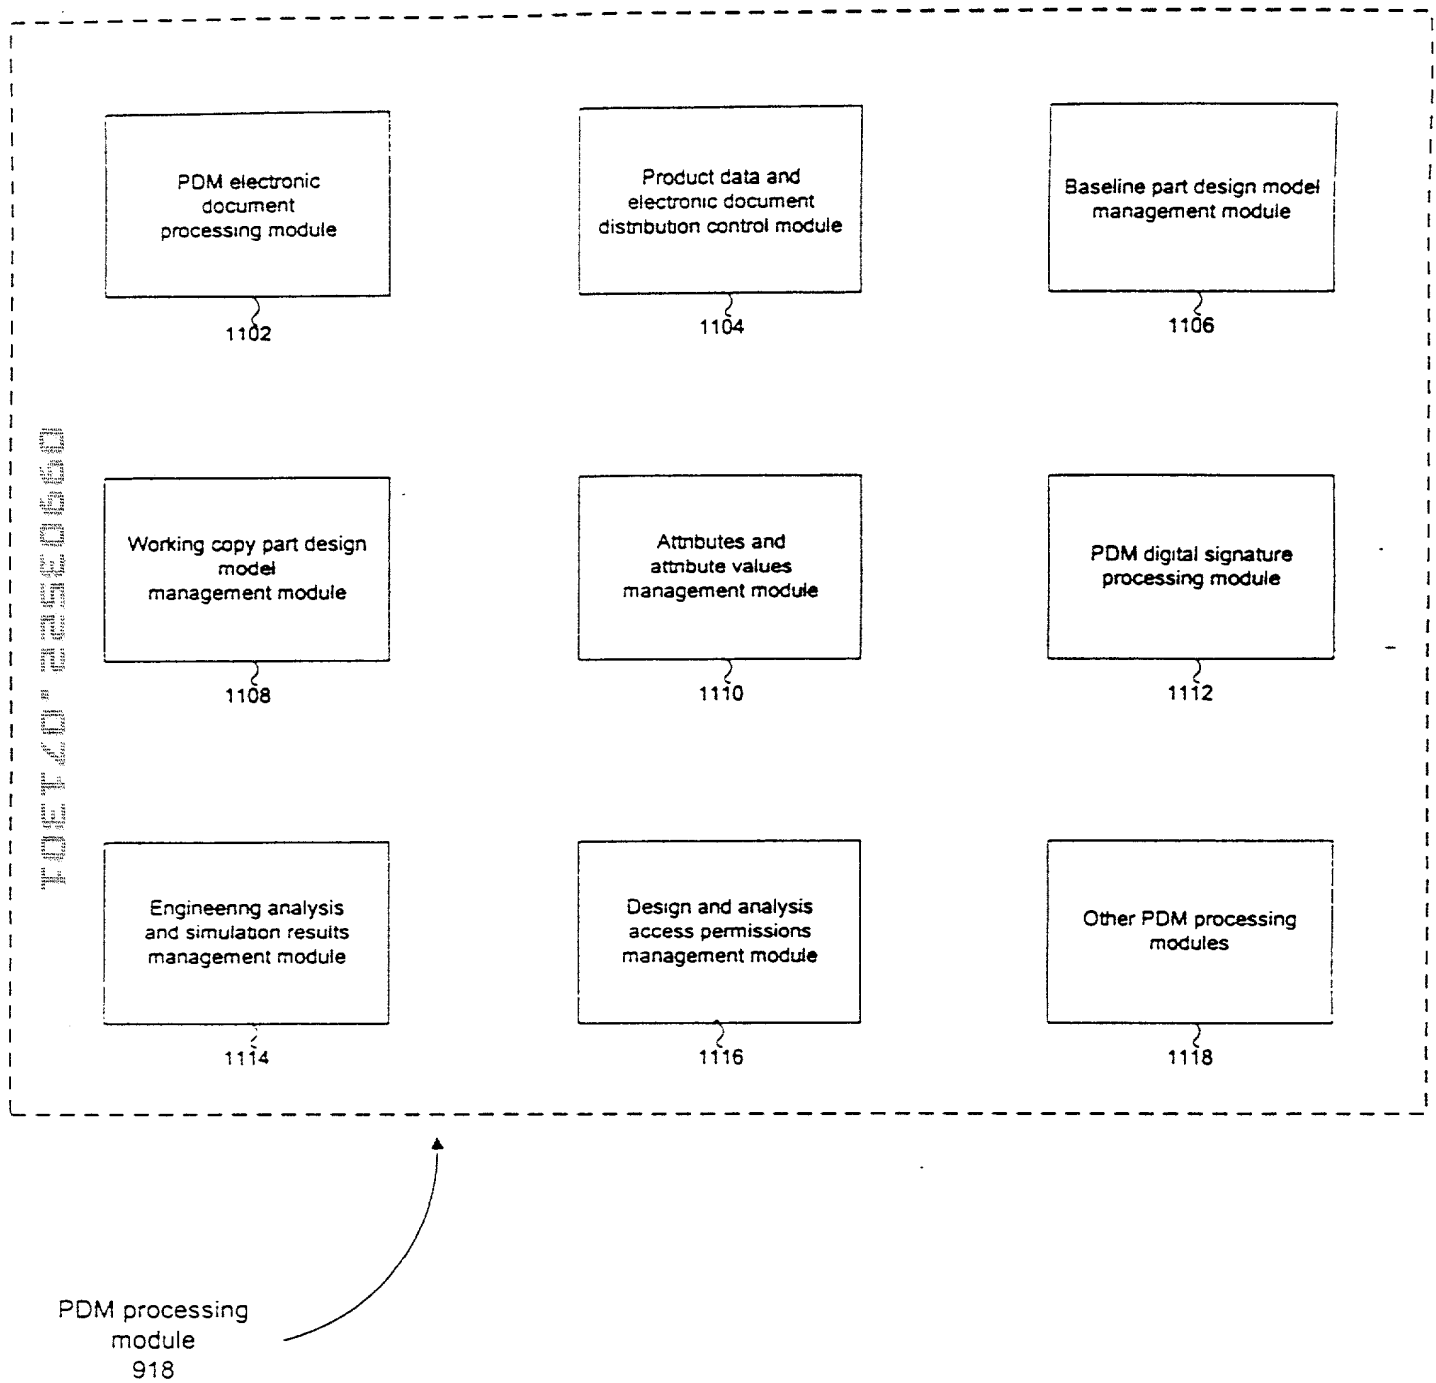 PDM electronic
document
processing module
1102
Product data and
electronic document
distribution control module
1104
Baseline part design model
management module
1106
Working copy part design
model
management module
1108
Attributes and
attribute values
management module
1110
PDM digital signature
processing module
1112
Engineering analysis
and simulation results
management module
1114
Design and analysis
access permissions
management module
1116
Other PDM processing
modules
1118
PDM processing
module
918